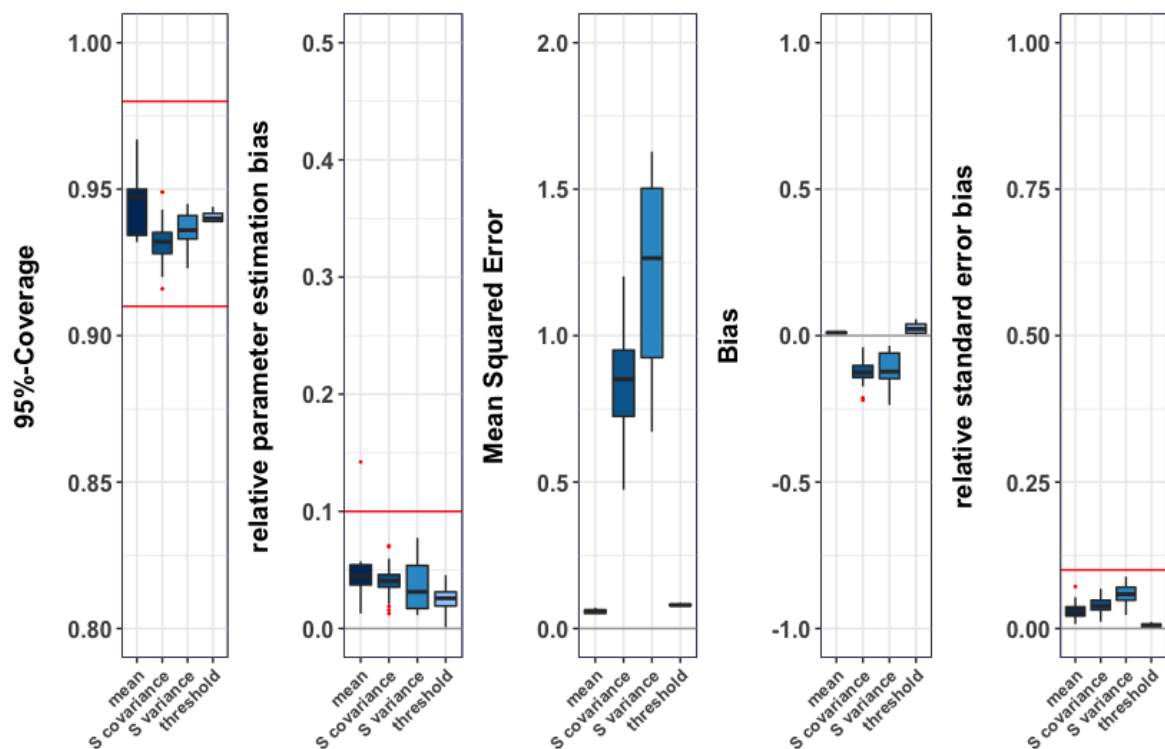 95%-Coverage
1.00
0.95
0.90
0.85
0.80
mean
S covariance
S variance
threshold
relative parameter estimation bias
0.5
0.4
0.3
0.2
0.1
0.0
mean
S covariance
S variance
threshold
Mean Squared Error
2.0
1.5
1.0
0.5
0.0
mean
S covariance
S variance
threshold
Bias
1.0
0.5
0.0
-0.5
-1.0
mean
S covariance
S variance
threshold
relative standard error bias
1.00
0.75
0.50
0.25
0.00
mean
S covariance
S variance
threshold